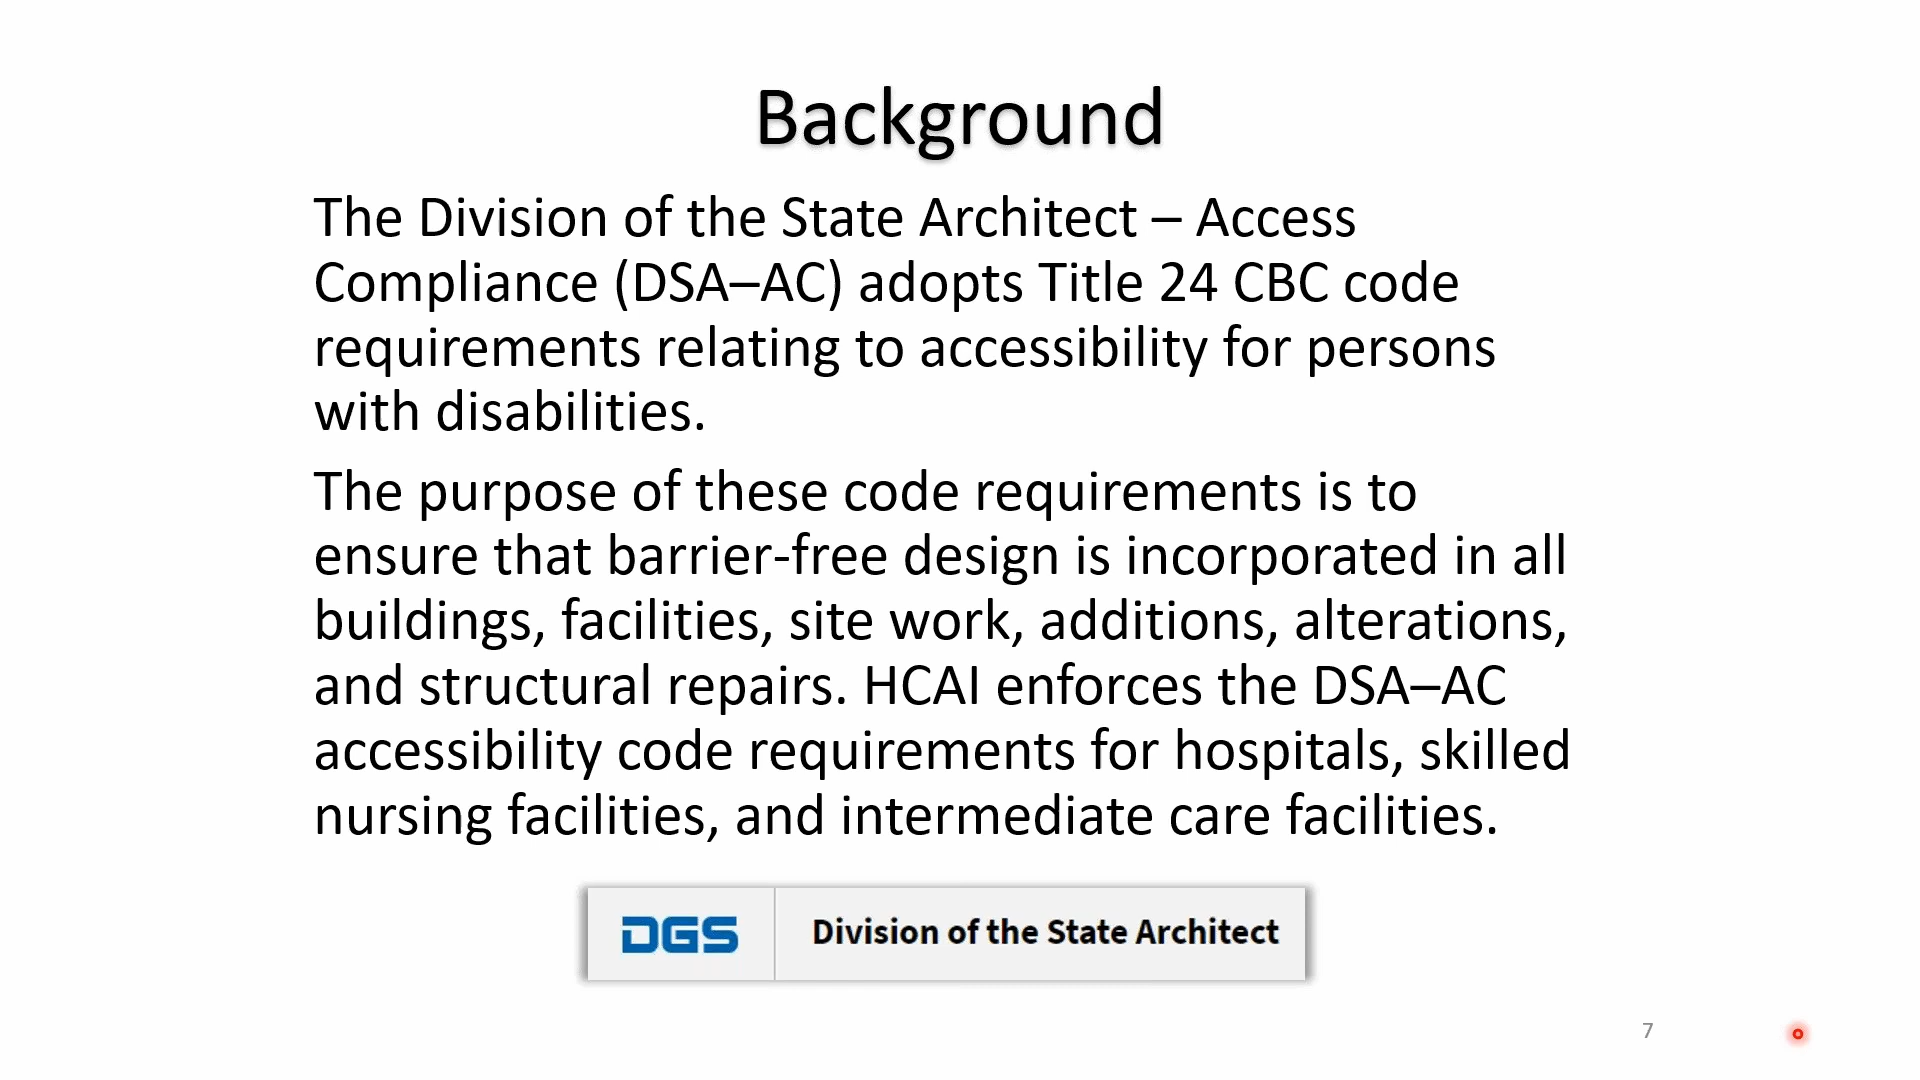 Background
The Division of the State Architect – Access
Compliance (DSA–AC) adopts Title 24 CBC code
requirements relating to accessibility for persons
with disabilities.
The purpose of these code requirements is to
ensure that barrier-free design is incorporated in all
buildings, facilities, site work, additions, alterations,
and structural repairs. HCAI enforces the DSA–AC
accessibility code requirements for hospitals, skilled
nursing facilities, and intermediate care facilities.
DGS Division of the State Architect
7